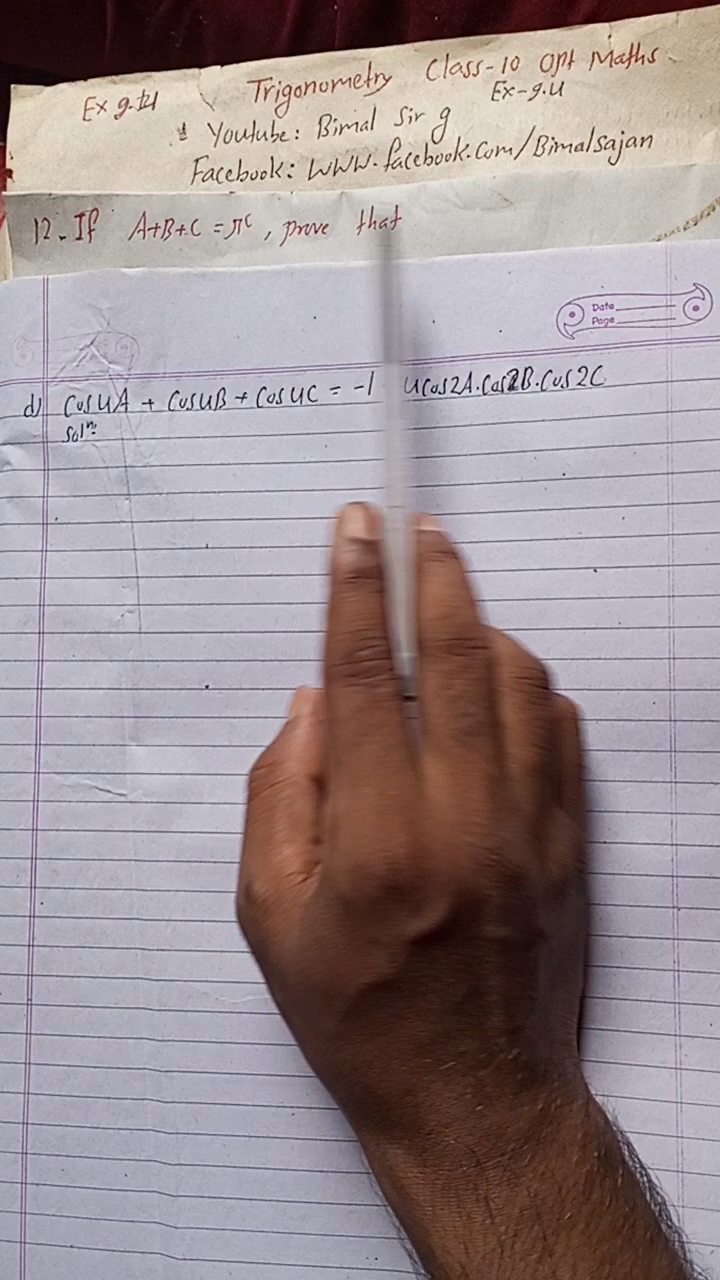 Ex 9.4
Trigonometry Class-10 Opt Maths
Ex-9.4
Youtube: Bimal Sir g
Facebook: WWW.facebook.com/Bimalsajan
12. If A+B+C = πᶜ, prove that
Date
Page
d) Cos4A + Cos4B + Cos4C = -1 4Cos2A.Cos2B.Cos2C
Solⁿ: